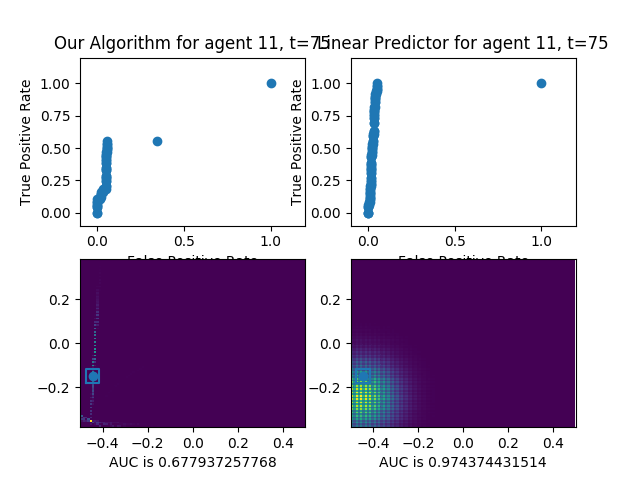 Our Algorithm for agent 11, t=75
Linear Predictor for agent 11, t=75
True Positive Rate
1.00
0.75
0.50
0.25
0.00
0.0 0.5 1.0
False Positive Rate
True Positive Rate
1.00
0.75
0.50
0.25
0.00
0.0 0.5 1.0
False Positive Rate
0.2
0.0
−0.2
−0.4 −0.2 0.0 0.2 0.4
AUC is 0.677937257768
0.2
0.0
−0.2
−0.4 −0.2 0.0 0.2 0.4
AUC is 0.974374431514